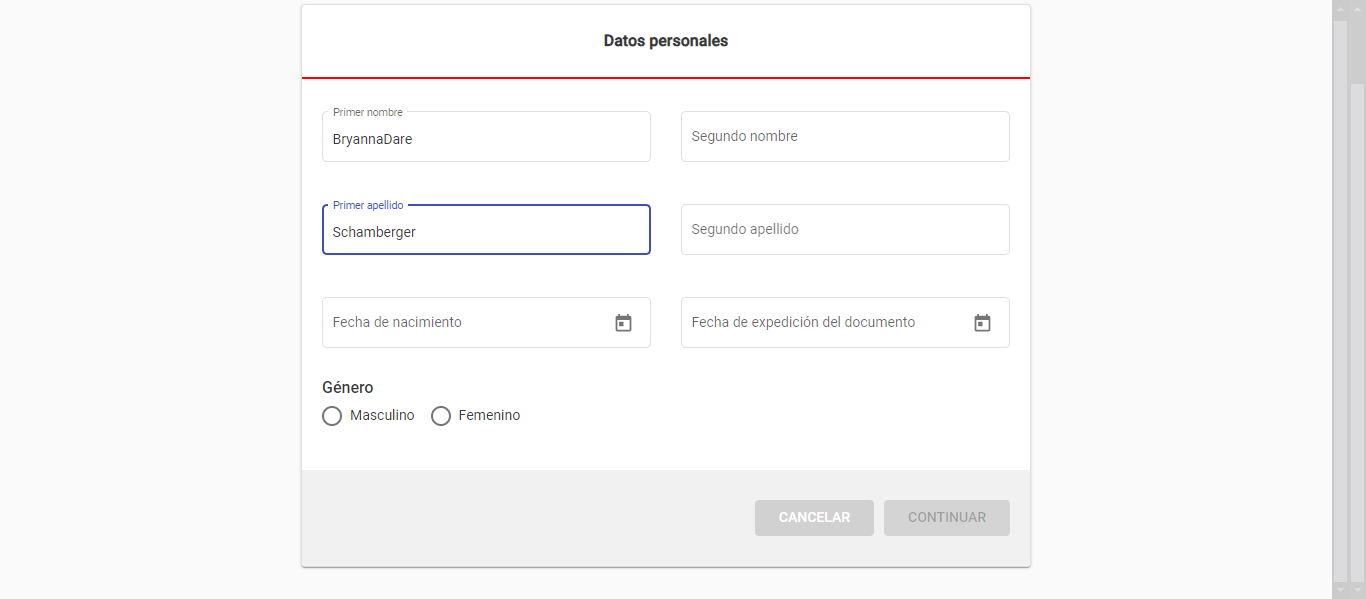 Datos personales
Primer nombre
BryannaDare
Segundo nombre
Primer apellido
Schamberger
Segundo apellido
Fecha de nacimiento
Fecha de expedición del documento
Género
Masculino
Femenino
CANCELAR
CONTINUAR